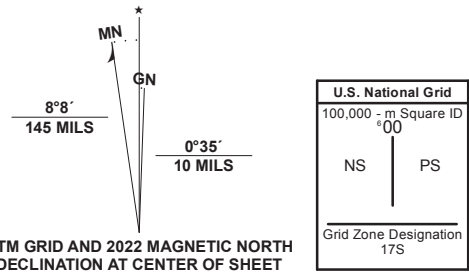 ★
MN
GN
8°8´
145 MILS
0°35´
10 MILS
TM GRID AND 2022 MAGNETIC NORTH
DECLINATION AT CENTER OF SHEET
U.S. National Grid
100,000 - m Square ID
⁶00
NS
PS
Grid Zone Designation
17S